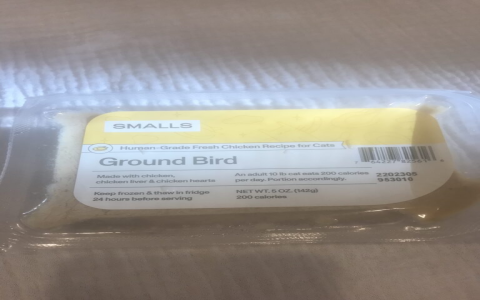 SMALLS
Human-Grade Fresh Chicken Recipe for Cats
Ground Bird
Made with chicken,
chicken liver & chicken hearts
An adult 10 lb cat eats 200 calories
per day. Portion accordingly.
Keep frozen & thaw in fridge
24 hours before serving
NET WT. 5 OZ. (142g)
200 calories